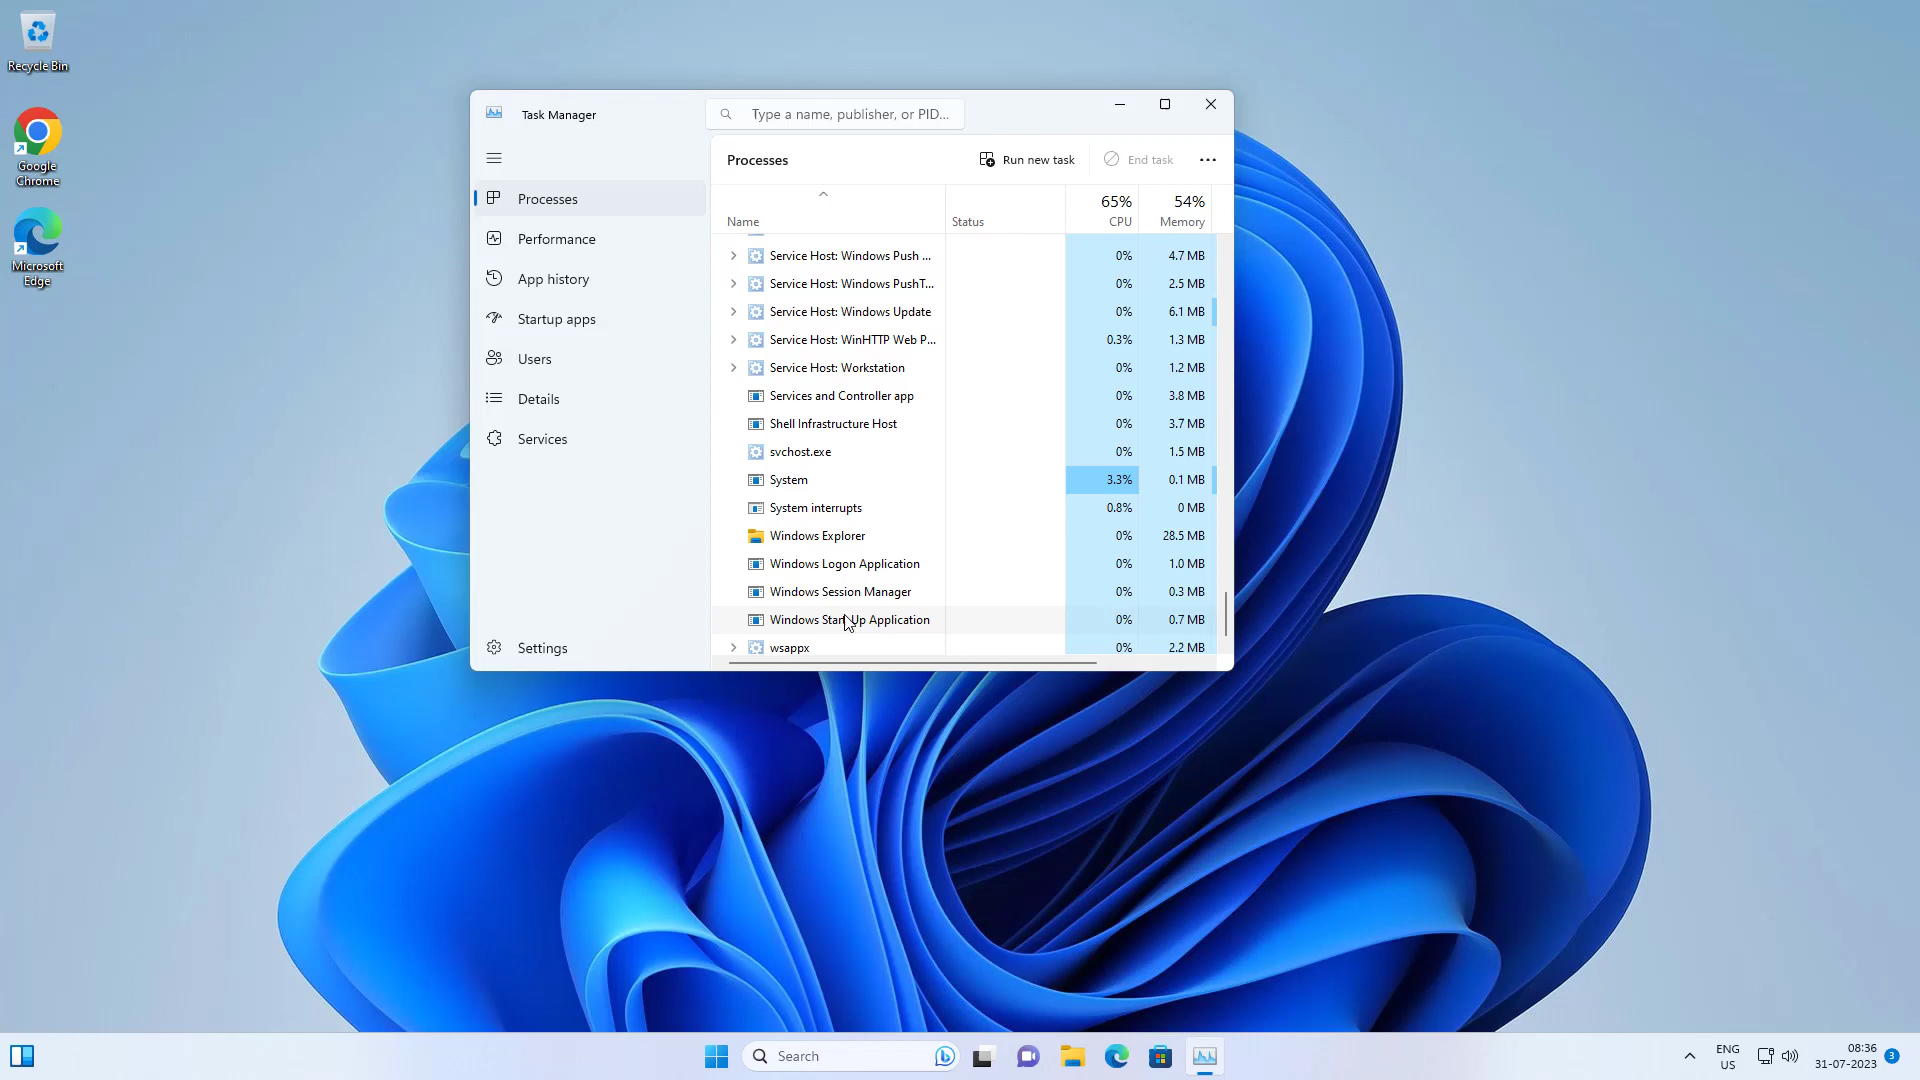 Recycle Bin
Google
Chrome
Microsoft
Edge
Task Manager
Type a name, publisher, or PID...
Processes
Run new task
End task
Processes
Performance
App history
Startup apps
Users
Details
Services
Settings
65% 54%
Name Status CPU Memory
Service Host: Windows Push ... 0% 4.7 MB
Service Host: Windows PushT... 0% 2.5 MB
Service Host: Windows Update 0% 6.1 MB
Service Host: WinHTTP Web P... 0.3% 1.3 MB
Service Host: Workstation 0% 1.2 MB
Services and Controller app 0% 3.8 MB
Shell Infrastructure Host 0% 3.7 MB
svchost.exe 0% 1.5 MB
System 3.3% 0.1 MB
System interrupts 0.8% 0 MB
Windows Explorer 0% 28.5 MB
Windows Logon Application 0% 1.0 MB
Windows Session Manager 0% 0.3 MB
Windows Start-Up Application 0% 0.7 MB
wsappx 0% 2.2 MB
Search
ENG
US
08:36
31-07-2023
3